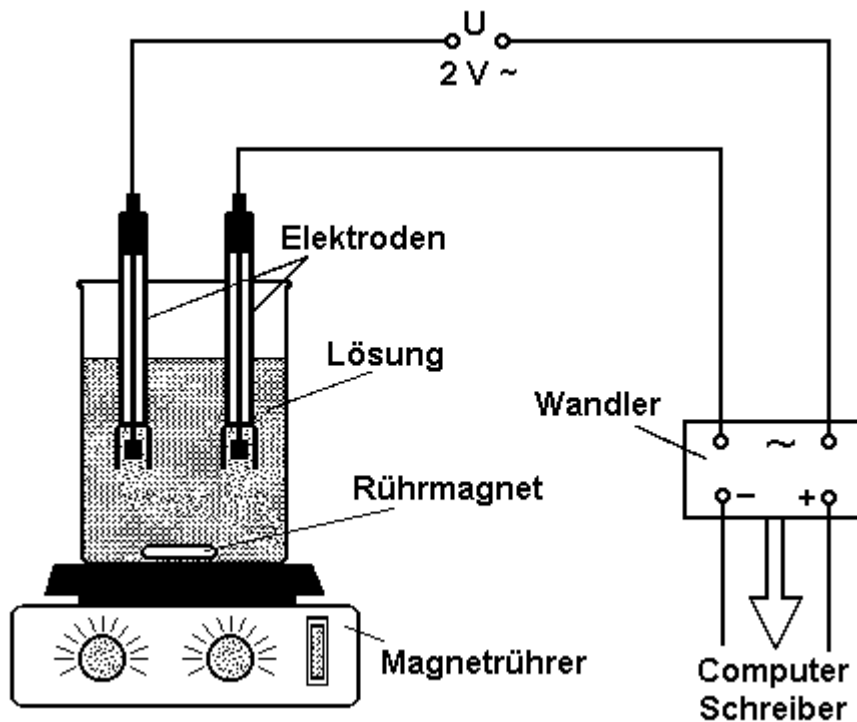 U
2 V ~
Elektroden
Lösung
Wandler
~
− +
Rührmagnet
Magnetrührer
Computer
Schreiber